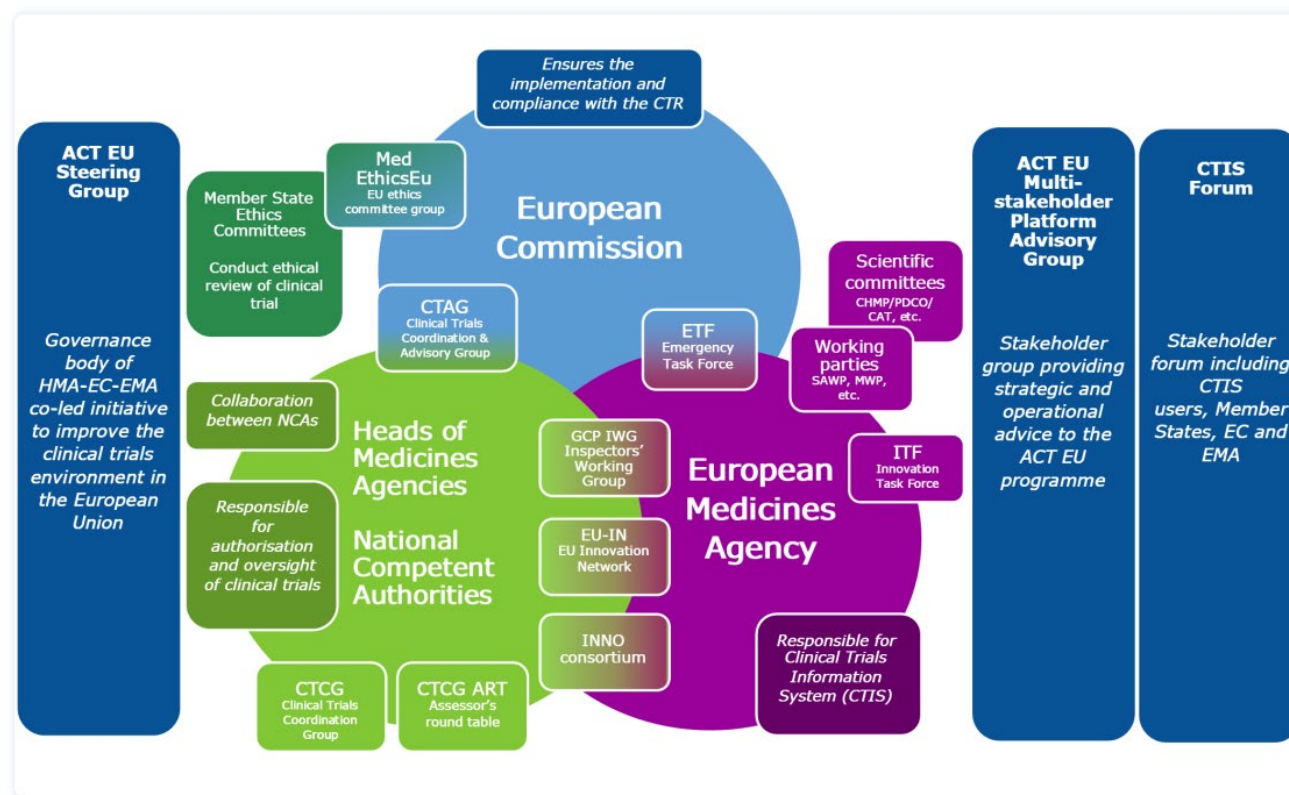 Ensures the
implementation and
compliance with the CTR
ACT EU
Steering
Group
Governance
body of
HMA-EC-EMA
co-led initiative
to improve the
clinical trials
environment in
the European
Union
Med
EthicsEu
EU ethics
committee group
Member State
Ethics
Committees
Conduct ethical
review of clinical
trial
European
Commission
CTAG
Clinical Trials
Coordination
& Advisory Group
ETF
Emergency
Task Force
Scientific
committees
CHMP/PDCO/
CAT, etc.
Working
parties
SAWP, MWP,
etc.
ITF
Innovation
Task Force
Collaboration
between NCAs
Responsible
for
authorisation
and oversight
of clinical trials
Heads of
Medicines
Agencies
National
Competent
Authorities
GCP IWG
Inspectors'
Working
Group
EU-IN
EU Innovation
Network
INNO
consortium
European
Medicines
Agency
CTCG
Clinical Trials
Coordination
Group
CTCG ART
Assessor's
round table
Responsible for
Clinical Trials
Information
System (CTIS)
ACT EU
Multi-
stakeholder
Platform
Advisory
Group
Stakeholder
group providing
strategic and
operational
advice to the
ACT EU
programme
CTIS
Forum
Stakeholder
forum including
CTIS
users, Member
States, EC and
EMA